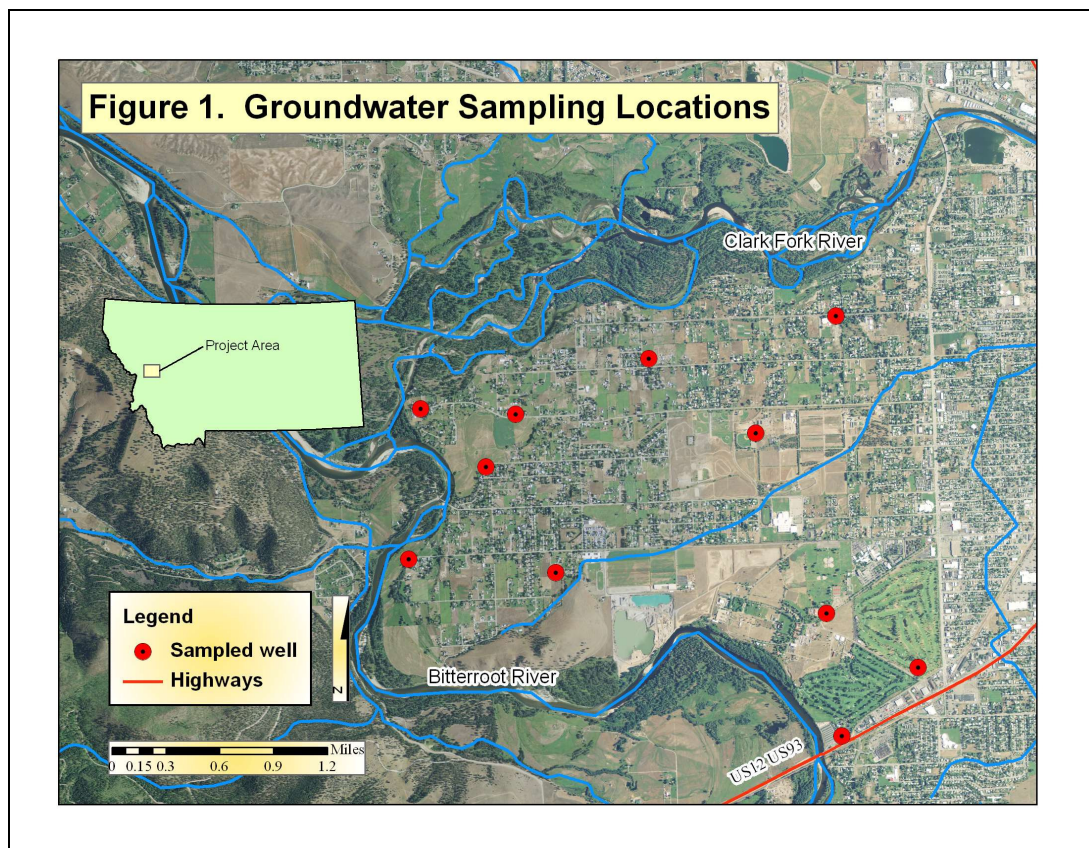 Figure 1.  Groundwater Sampling Locations
Clark Fork River
Project Area
Legend
Sampled well
Highways
N
Bitterroot River
US12 US93
Miles
0 0.15 0.3 0.6 0.9 1.2